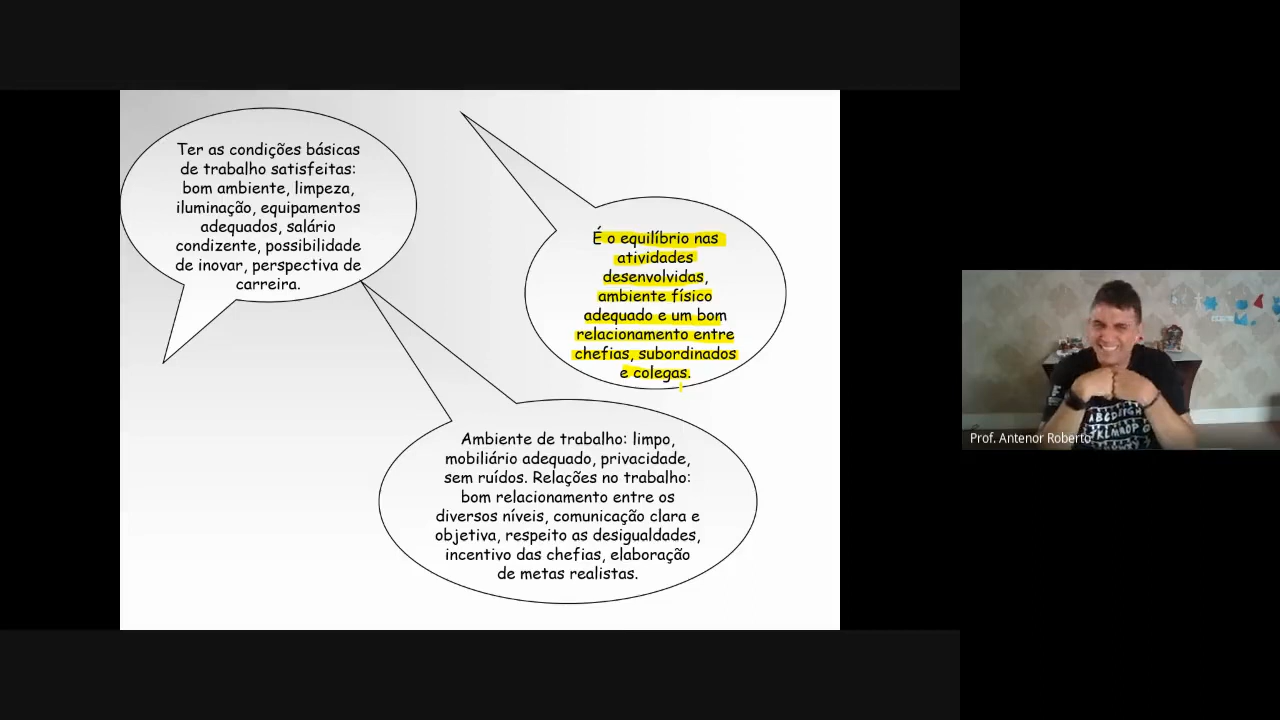 Ter as condições básicas
de trabalho satisfeitas:
bom ambiente, limpeza,
iluminação, equipamentos
adequados, salário
condizente, possibilidade
de inovar, perspectiva de
carreira.
É o equilíbrio nas
atividades
desenvolvidas,
ambiente físico
adequado e um bom
relacionamento entre
chefias, subordinados
e colegas.
Ambiente de trabalho: limpo,
mobiliário adequado, privacidade,
sem ruídos. Relações no trabalho:
bom relacionamento entre os
diversos níveis, comunicação clara e
objetiva, respeito as desigualdades,
incentivo das chefias, elaboração
de metas realistas.
Prof. Antenor Roberto